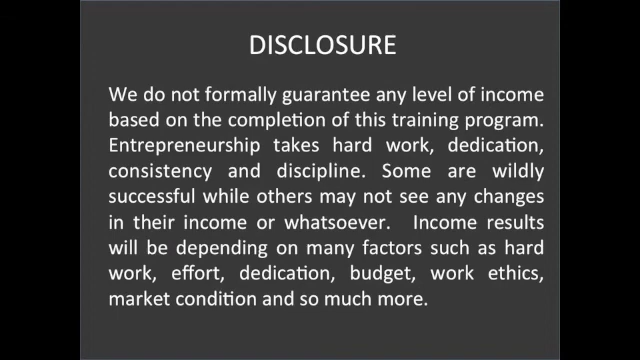 DISCLOSURE
We do not formally guarantee any level of income
based on the completion of this training program.
Entrepreneurship takes hard work, dedication,
consistency and discipline. Some are wildly
successful while others may not see any changes
in their income or whatsoever. Income results
will be depending on many factors such as hard
work, effort, dedication, budget, work ethics,
market condition and so much more.